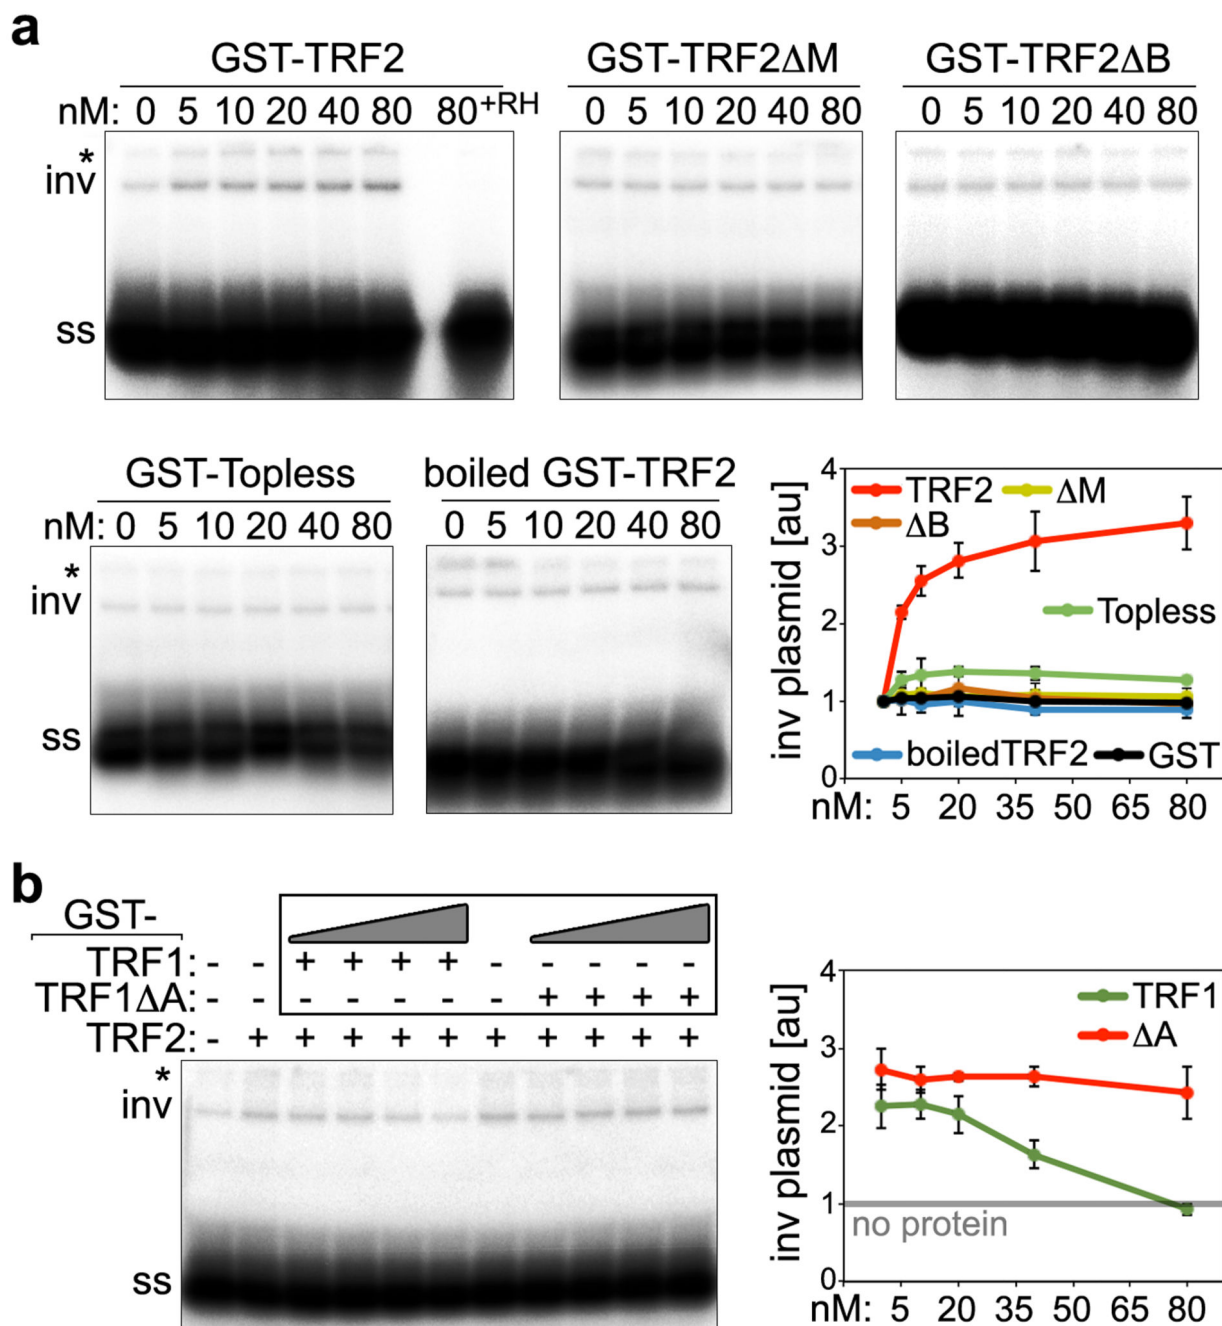 a
GST-TRF2
nM: 0 5 10 20 40 80 80+RH
*
inv
ss
GST-TRF2ΔM
0 5 10 20 40 80
GST-TRF2ΔB
0 5 10 20 40 80
GST-Topless
nM: 0 5 10 20 40 80
*
inv
ss
boiled GST-TRF2
0 5 10 20 40 80
inv plasmid [au]
4
3
2
1
0
TRF2 ΔM
ΔB
Topless
boiledTRF2 GST
nM: 5 20 35 50 65 80
b
GST-
TRF1: - - + + + + - - - - -
TRF1ΔA: - - - - - - - + + + +
TRF2: - + + + + + + + + + +
*
inv
ss
inv plasmid [au]
4
3
2
1
0
TRF1
ΔA
no protein
nM: 5 20 35 50 65 80